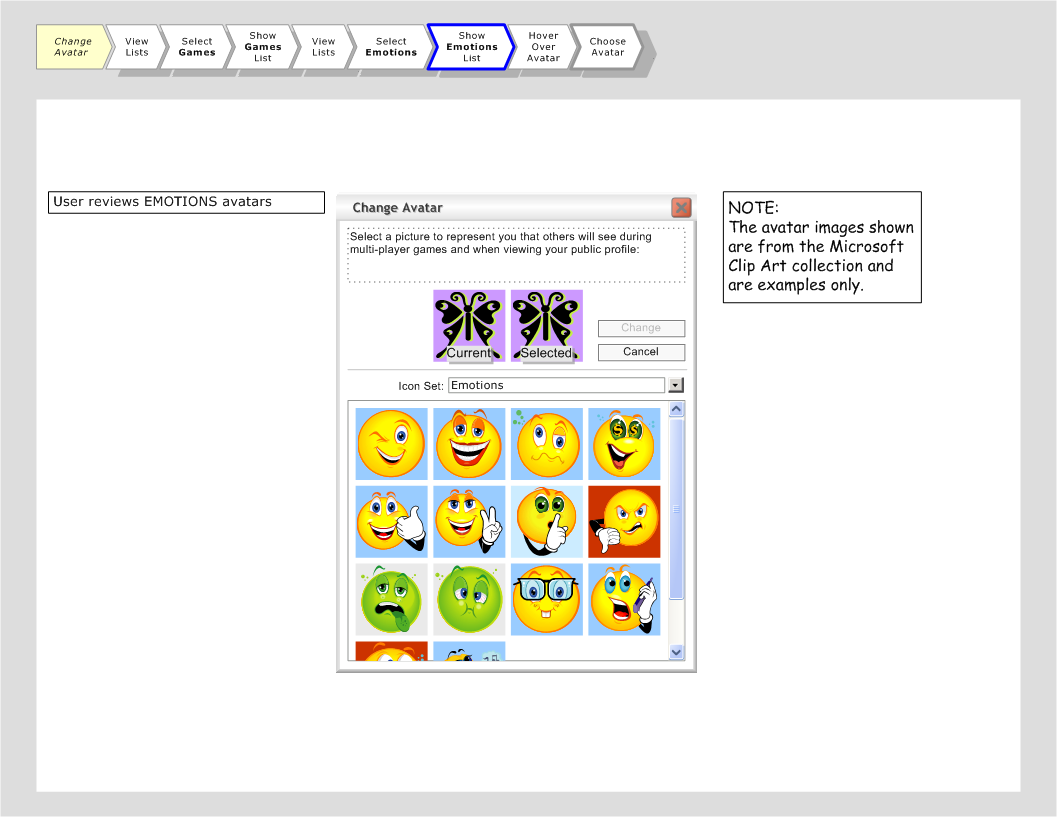 Change
Avatar
View
Lists
Select
Games
Show
Games
List
View
Lists
Select
Emotions
Show
Emotions
List
Hover
Over
Avatar
Choose
Avatar
User reviews EMOTIONS avatars
Change Avatar
Select a picture to represent you that others will see during
multi-player games and when viewing your public profile:
Current
Selected
Change
Cancel
Icon Set: Emotions
$ $
NOTE:
The avatar images shown
are from the Microsoft
Clip Art collection and
are examples only.